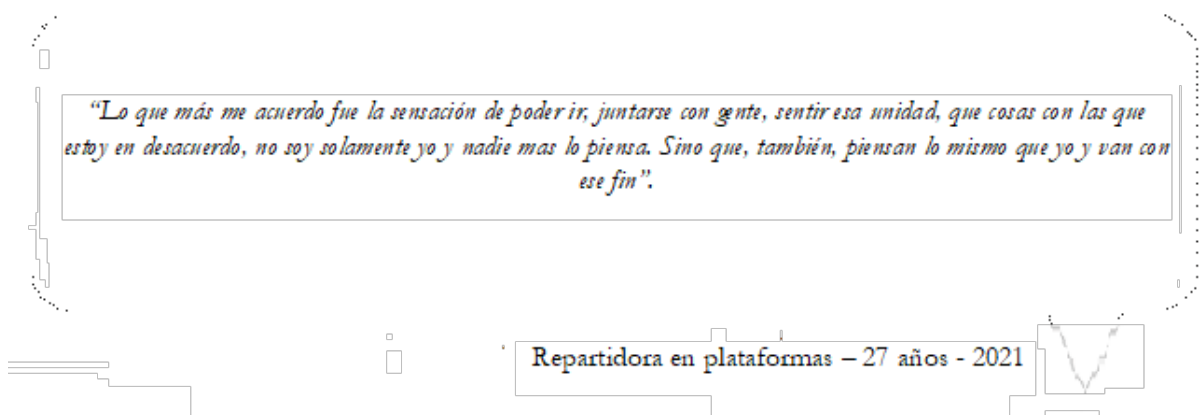 “Lo que más me acuerdo fue la sensación de poder ir, juntarse con gente, sentir esa unidad, que cosas con las que
estoy en desacuerdo, no soy solamente yo y nadie mas lo piensa. Sino que, también, piensan lo mismo que yo y van con
ese fin”.
Repartidora en plataformas – 27 años - 2021